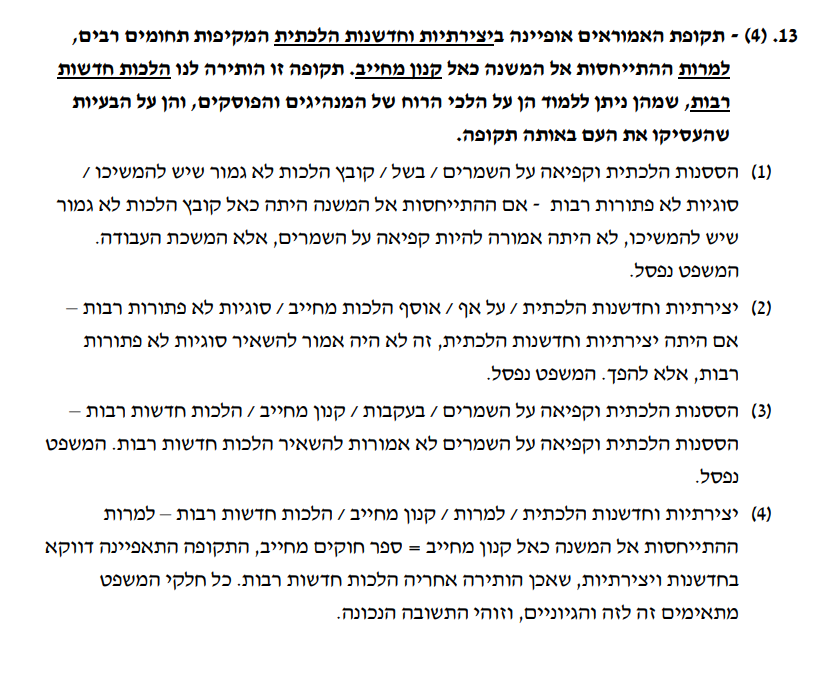 13. (4) - תקופת האמוראים אופיינה ביצירתיות וחדשנות הלכתית המקיפות תחומים רבים,
למרות ההתייחסות אל המשנה כאל קנון מחייב. תקופה זו הותירה לנו הלכות חדשות
רבות, שמהן ניתן ללמוד הן על הלכי הרוח של המנהיגים והפוסקים, והן על הבעיות
שהעסיקו את העם באותה תקופה.
(1) הססנות הלכתית וקפיאה על השמרים / בשל / קובץ הלכות לא גמור שיש להמשיכו /
סוגיות לא פתורות רבות - אם ההתייחסות אל המשנה היתה כאל קובץ הלכות לא גמור
שיש להמשיכו, לא היתה אמורה להיות קפיאה על השמרים, אלא המשכת העבודה.
המשפט נפסל.
(2) יצירתיות וחדשנות הלכתית / על אף / אוסף הלכות מחייב / סוגיות לא פתורות רבות –
אם היתה יצירתיות וחדשנות הלכתית, זה לא היה אמור להשאיר סוגיות לא פתורות
רבות, אלא להפך. המשפט נפסל.
(3) הססנות הלכתית וקפיאה על השמרים / בעקבות / קנון מחייב / הלכות חדשות רבות –
הססנות הלכתית וקפיאה על השמרים לא אמורות להשאיר הלכות חדשות רבות. המשפט
נפסל.
(4) יצירתיות וחדשנות הלכתית / למרות / קנון מחייב / הלכות חדשות רבות – למרות
ההתייחסות אל המשנה כאל קנון מחייב = ספר חוקים מחייב, התקופה התאפיינה דווקא
בחדשנות ויצירתיות, שאכן הותירה אחריה הלכות חדשות רבות. כל חלקי המשפט
מתאימים זה לזה והגיוניים, וזוהי התשובה הנכונה.